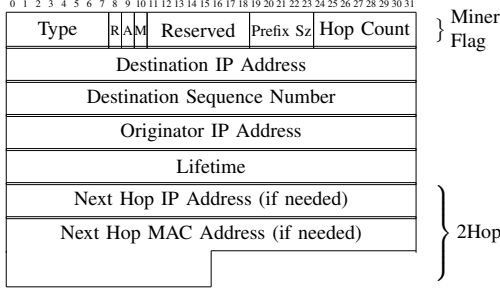 0 1 2 3 4 5 6 7 8 9 10 11 12 13 14 15 16 17 18 19 20 21 22 23 24 25 26 27 28 29 30 31
Type R A M Reserved Prefix Sz Hop Count
Miner
Flag
Destination IP Address
Destination Sequence Number
Originator IP Address
Lifetime
Next Hop IP Address (if needed)
Next Hop MAC Address (if needed)
2Hop